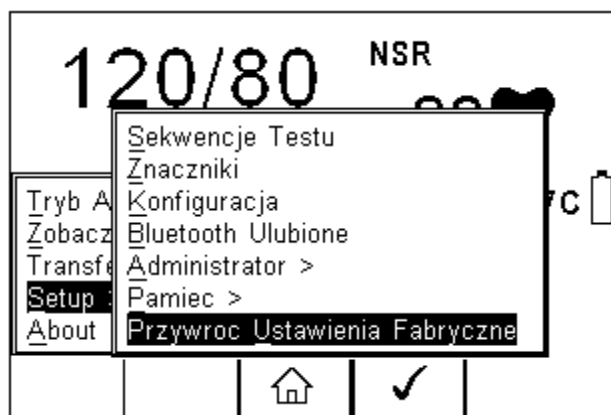 120/80
NSR
Sekwencje Testu
Znaczniki
Konfiguracja
Bluetooth Ulubione
Administrator >
Pamiec >
Przywroc Ustawienia Fabryczne
Tryb A
Zobacz
Transfe
Setup
About
C